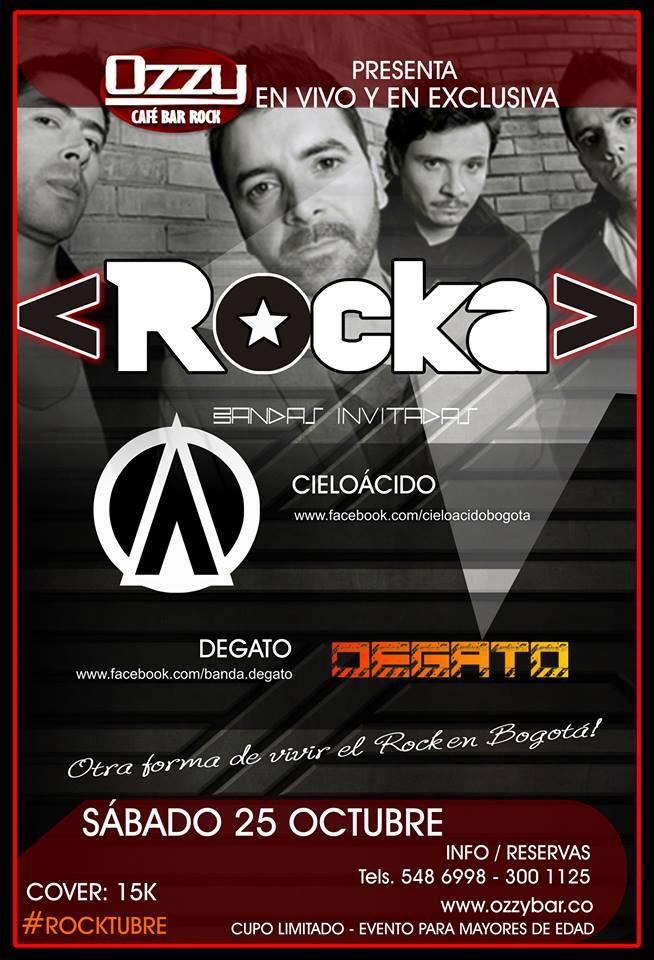 Ozzy
CAFÉ BAR ROCK
PRESENTA
EN VIVO Y EN EXCLUSIVA
<Rocka>
BANDAS INVITADAS
CIELOÁCIDO
www.facebook.com/cieloacidobogota
DEGATO
www.facebook.com/banda.degato
DEGATO
Otra forma de vivir el Rock en Bogotá!
SÁBADO 25 OCTUBRE
INFO / RESERVAS
Tels. 548 6998 - 300 1125
www.ozzybar.co
COVER: 15K
#ROCKTUBRE
CUPO LIMITADO - EVENTO PARA MAYORES DE EDAD